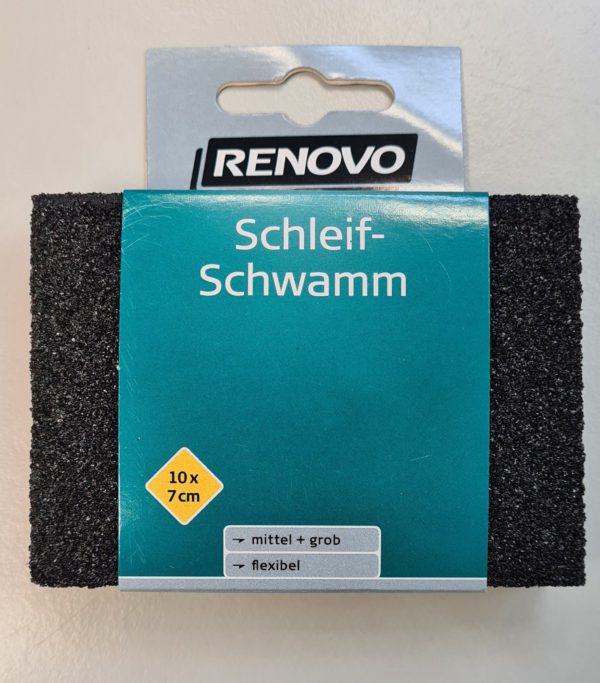 RENOVO
Schleif-
Schwamm
10 x
7 cm
→ mittel + grob
→ flexibel